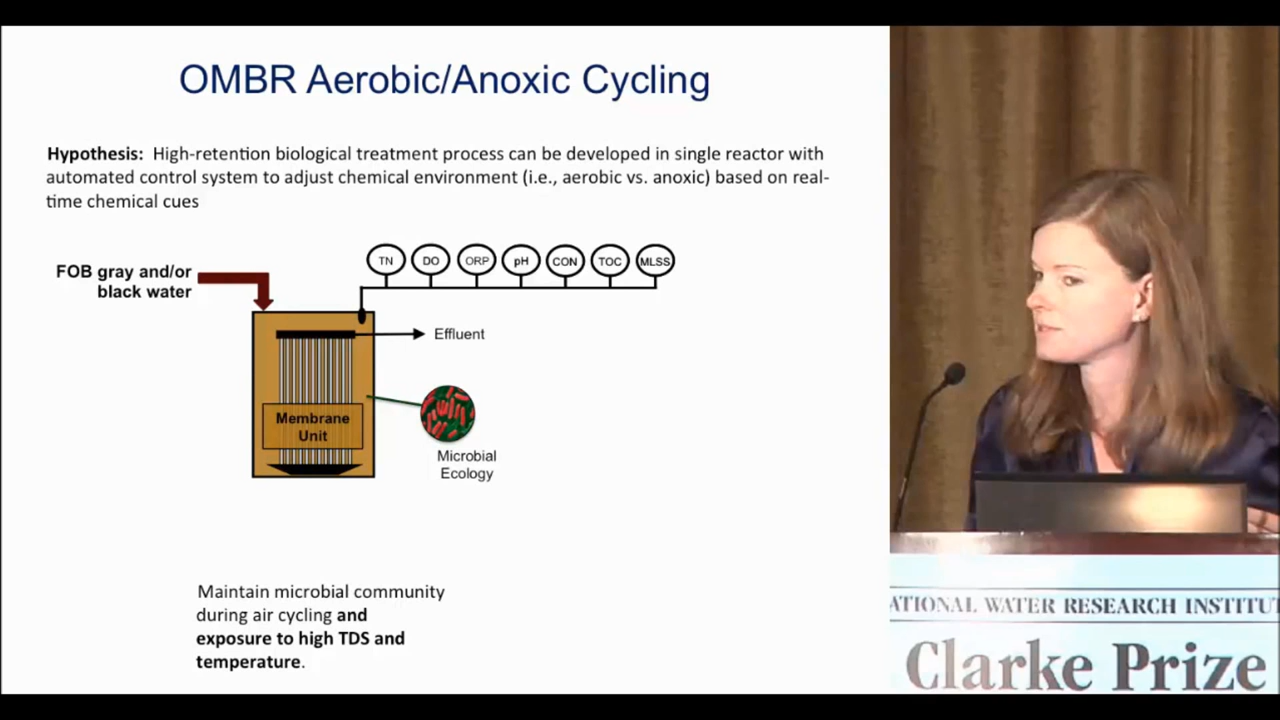 OMBR Aerobic/Anoxic Cycling
Hypothesis: High-retention biological treatment process can be developed in single reactor with
automated control system to adjust chemical environment (i.e., aerobic vs. anoxic) based on real-
time chemical cues
FOB gray and/or
black water
TN DO ORP pH CON TOC MLSS
Effluent
Membrane
Unit
Microbial
Ecology
Maintain microbial community
during air cycling and
exposure to high TDS and
temperature.
ATIONAL WATER RESEARCH INSTITU
Clarke Prize